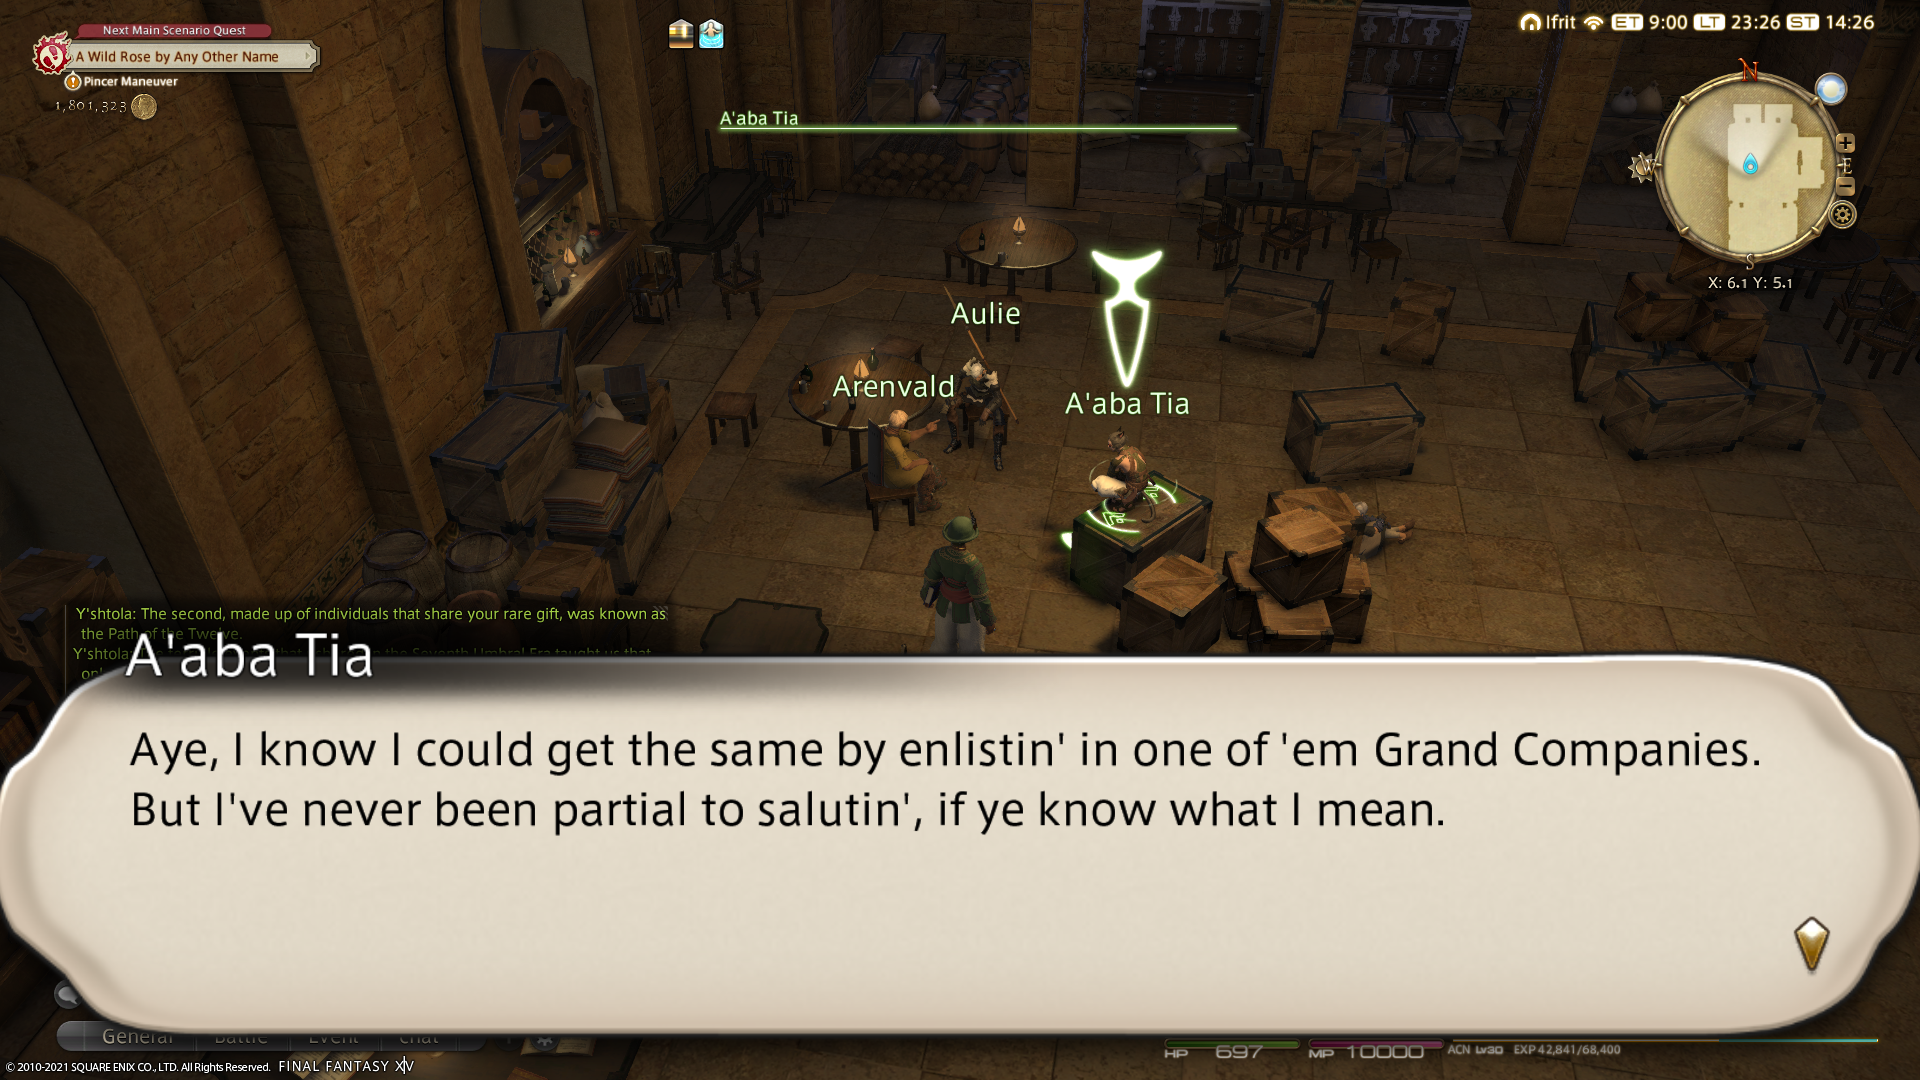 Next Main Scenario Quest
A Wild Rose by Any Other Name
Pincer Maneuver
1,801,323
Ifrit ET 9:00 LT 23:26 ST 14:26
N
W
E
S
X: 6.1 Y: 5.1
A'aba Tia
Aulie
Arenvald
A'aba Tia
Y'shtola: The second, made up of individuals that share your rare gift, was known as
the Path of the Twelve.
Y'shtola: the Seventh Umbral Era taught us that
A'aba Tia
Aye, I know I could get the same by enlistin' in one of 'em Grand Companies.
But I've never been partial to salutin', if ye know what I mean.
General Battle Event Chat
HP 697 MP 10000 ACN Lv30 EXP 42,841/68,400
© 2010-2021 SQUARE ENIX CO., LTD. All Rights Reserved. FINAL FANTASY XIV